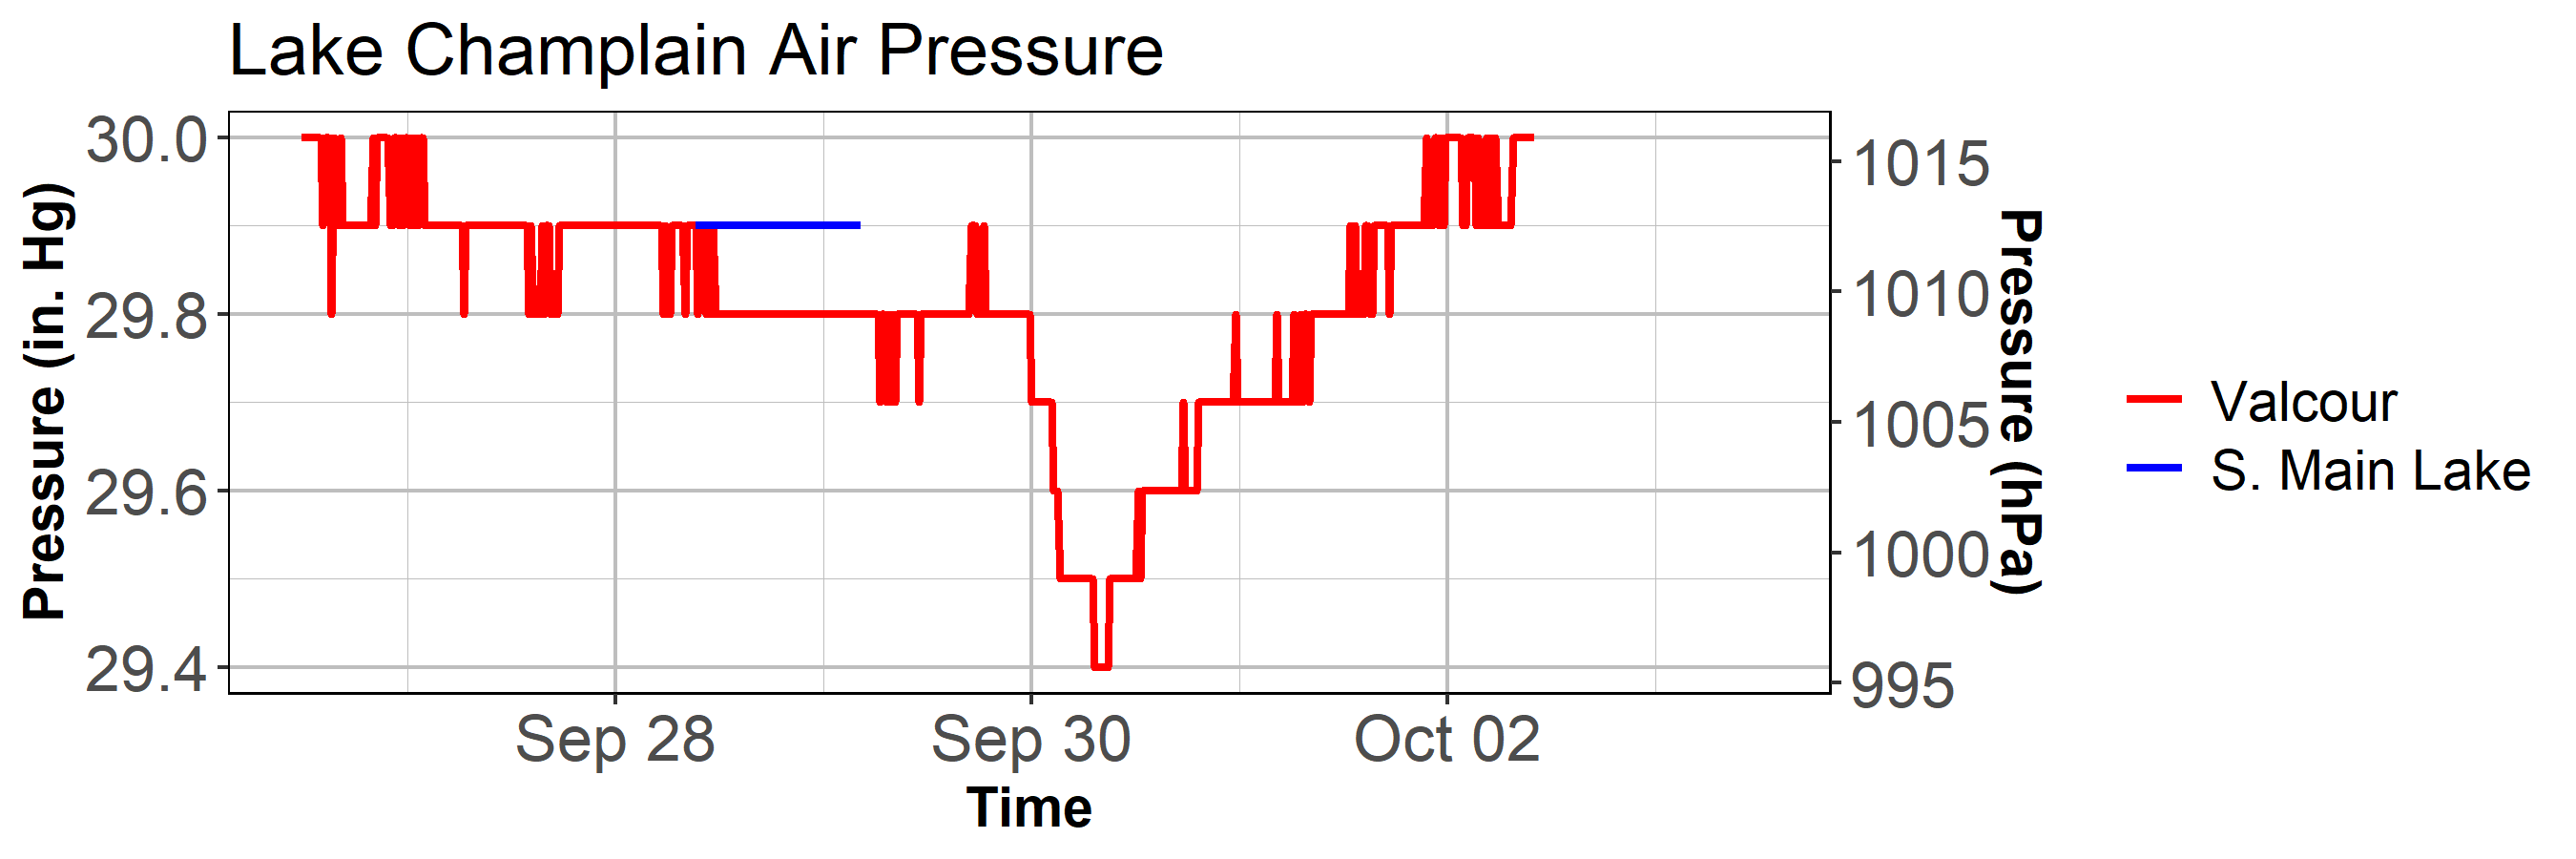 Lake Champlain Air Pressure
Pressure (in. Hg)
30.0
29.8
29.6
29.4
1015
1010
1005
1000
995
Pressure (hPa)
Sep 28
Sep 30
Oct 02
Time
Valcour
S. Main Lake